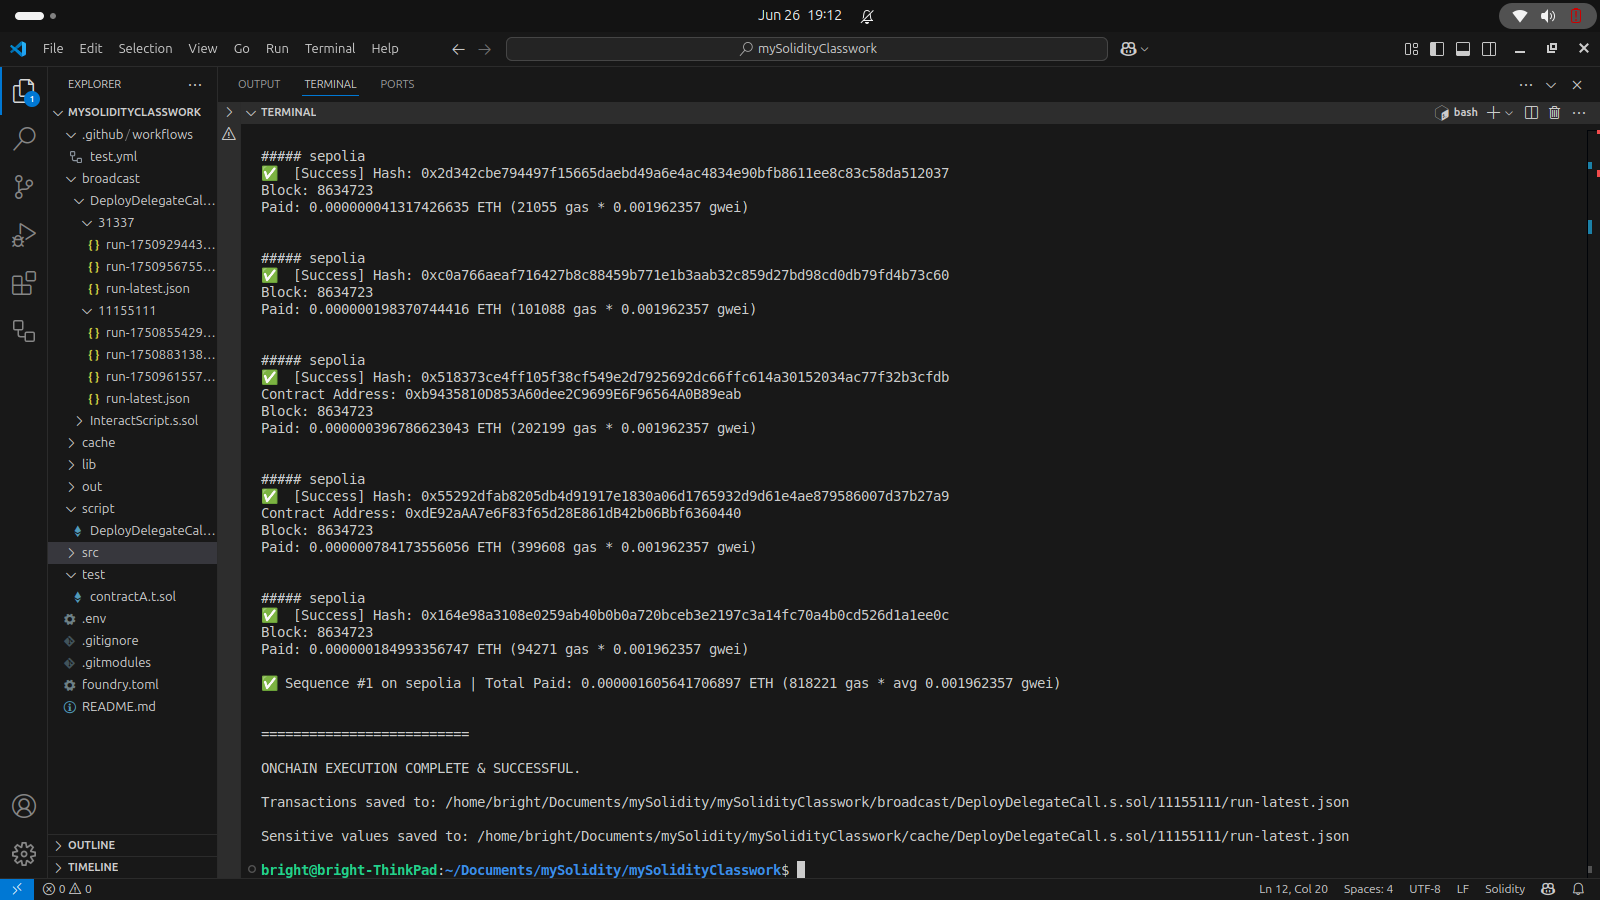 Jun 26 19:12
File Edit Selection View Go Run Terminal Help
mySolidityClasswork
EXPLORER
MYSOLIDITYCLASSWORK
.github/workflows
test.yml
broadcast
DeployDelegateCal...
31337
{} run-1750929443...
{} run-1750956755...
{} run-latest.json
11155111
{} run-1750855429...
{} run-1750883138...
{} run-1750961557...
{} run-latest.json
InteractScript.s.sol
cache
lib
out
script
DeployDelegateCal...
src
test
contractA.t.sol
.env
.gitignore
.gitmodules
foundry.toml
README.md
OUTLINE
TIMELINE
1
OUTPUT TERMINAL PORTS
TERMINAL
bash
##### sepolia
✅ [Success] Hash: 0x2d342cbe794497f15665daebd49a6e4ac4834e90bfb8611ee8c83c58da512037
Block: 8634723
Paid: 0.000000041317426635 ETH (21055 gas * 0.001962357 gwei)
##### sepolia
✅ [Success] Hash: 0xc0a766aeaf716427b8c88459b771e1b3aab32c859d27bd98cd0db79fd4b73c60
Block: 8634723
Paid: 0.000000198370744416 ETH (101088 gas * 0.001962357 gwei)
##### sepolia
✅ [Success] Hash: 0x518373ce4ff105f38cf549e2d7925692dc66ffc614a30152034ac77f32b3cfdb
Contract Address: 0xb9435810D853A60dee2C9699E6F96564A0B89eab
Block: 8634723
Paid: 0.000000396786623043 ETH (202199 gas * 0.001962357 gwei)
##### sepolia
✅ [Success] Hash: 0x55292dfab8205db4d91917e1830a06d1765932d9d61e4ae879586007d37b27a9
Contract Address: 0xdE92aAA7e6F83f65d28E861dB42b06Bbf6360440
Block: 8634723
Paid: 0.000000784173556056 ETH (399608 gas * 0.001962357 gwei)
##### sepolia
✅ [Success] Hash: 0x164e98a3108e0259ab40b0b0a720bceb3e2197c3a14fc70a4b0cd526d1a1ee0c
Block: 8634723
Paid: 0.000000184993356747 ETH (94271 gas * 0.001962357 gwei)
✅ Sequence #1 on sepolia | Total Paid: 0.000001605641706897 ETH (818221 gas * avg 0.001962357 gwei)
==========================
ONCHAIN EXECUTION COMPLETE & SUCCESSFUL.
Transactions saved to: /home/bright/Documents/mySolidity/mySolidityClasswork/broadcast/DeployDelegateCall.s.sol/11155111/run-latest.json
Sensitive values saved to: /home/bright/Documents/mySolidity/mySolidityClasswork/cache/DeployDelegateCall.s.sol/11155111/run-latest.json
bright@bright-ThinkPad:~/Documents/mySolidity/mySolidityClasswork$
0 0
Ln 12, Col 20 Spaces: 4 UTF-8 LF Solidity